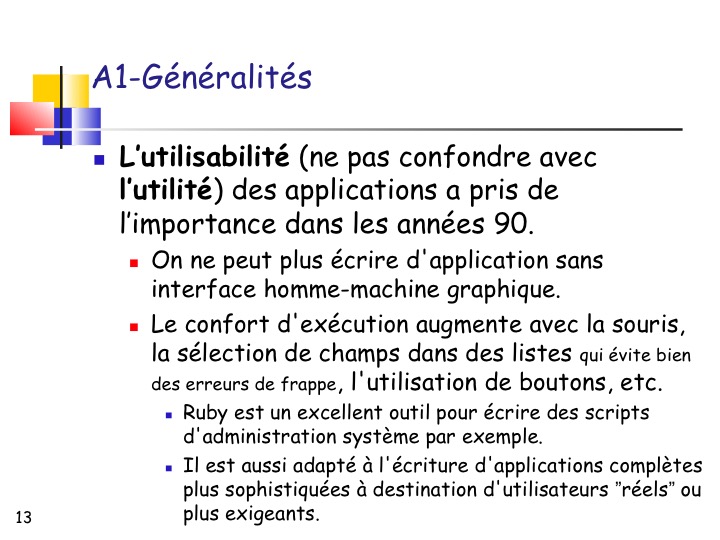 A1-Généralités
L’utilisabilité (ne pas confondre avec
l’utilité) des applications a pris de
l’importance dans les années 90.
On ne peut plus écrire d'application sans
interface homme-machine graphique.
Le confort d'exécution augmente avec la souris,
la sélection de champs dans des listes qui évite bien
des erreurs de frappe, l'utilisation de boutons, etc.
Ruby est un excellent outil pour écrire des scripts
d'administration système par exemple.
Il est aussi adapté à l'écriture d'applications complètes
plus sophistiquées à destination d'utilisateurs ”réels” ou
plus exigeants.
13